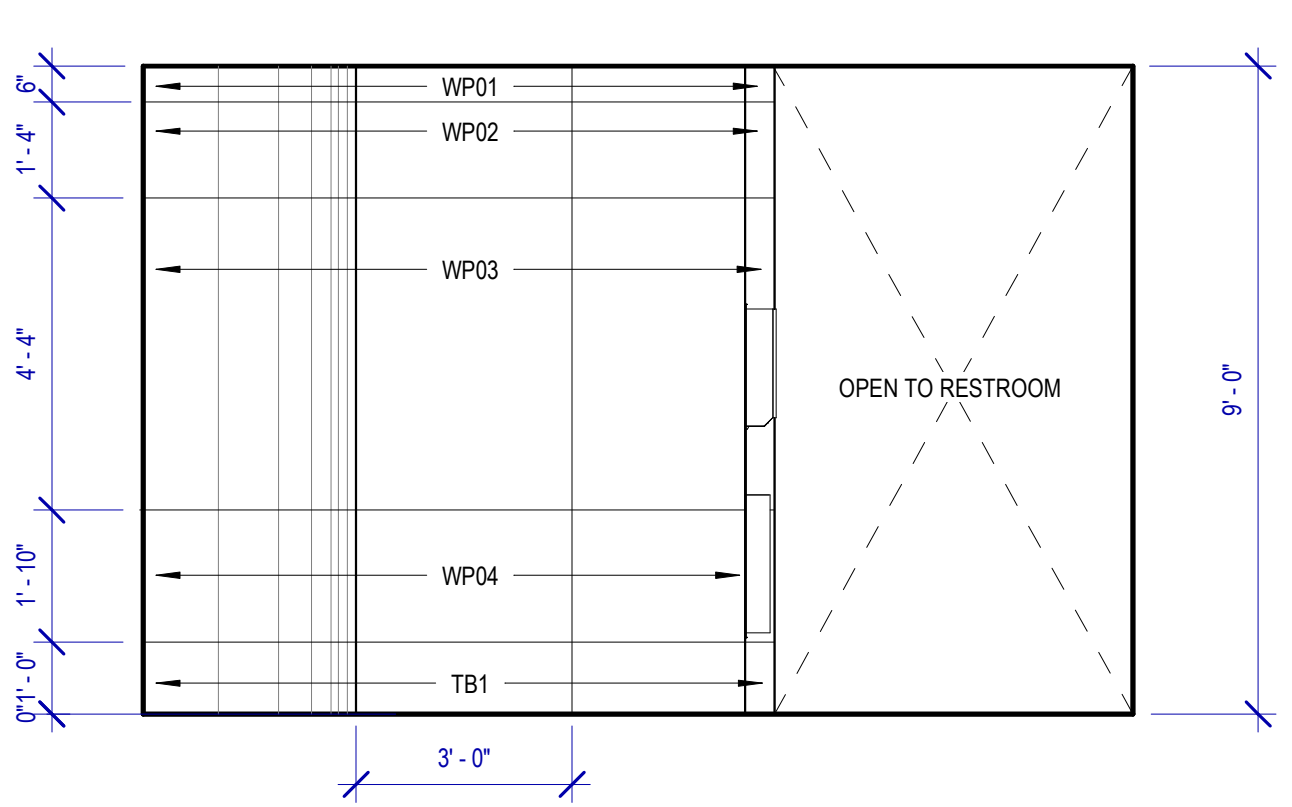 6"
WP01
1' - 4"
WP02
WP03
4' - 4"
OPEN TO RESTROOM
9' - 0"
1' - 10"
WP04
1' - 0"
TB1
0"
3' - 0"